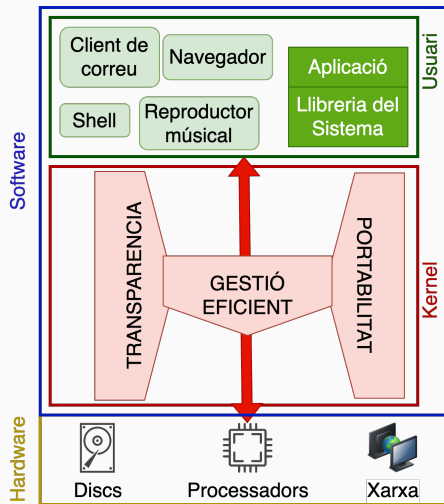 Client de
correu
Navegador
Aplicació
Shell
Reproductor
músical
Llibreria del
Sistema
Usuari
Software
TRANSPARENCIA
GESTIÓ
EFICIENT
PORTABILITAT
Kernel
Hardware
Discs
Processadors
Xarxa